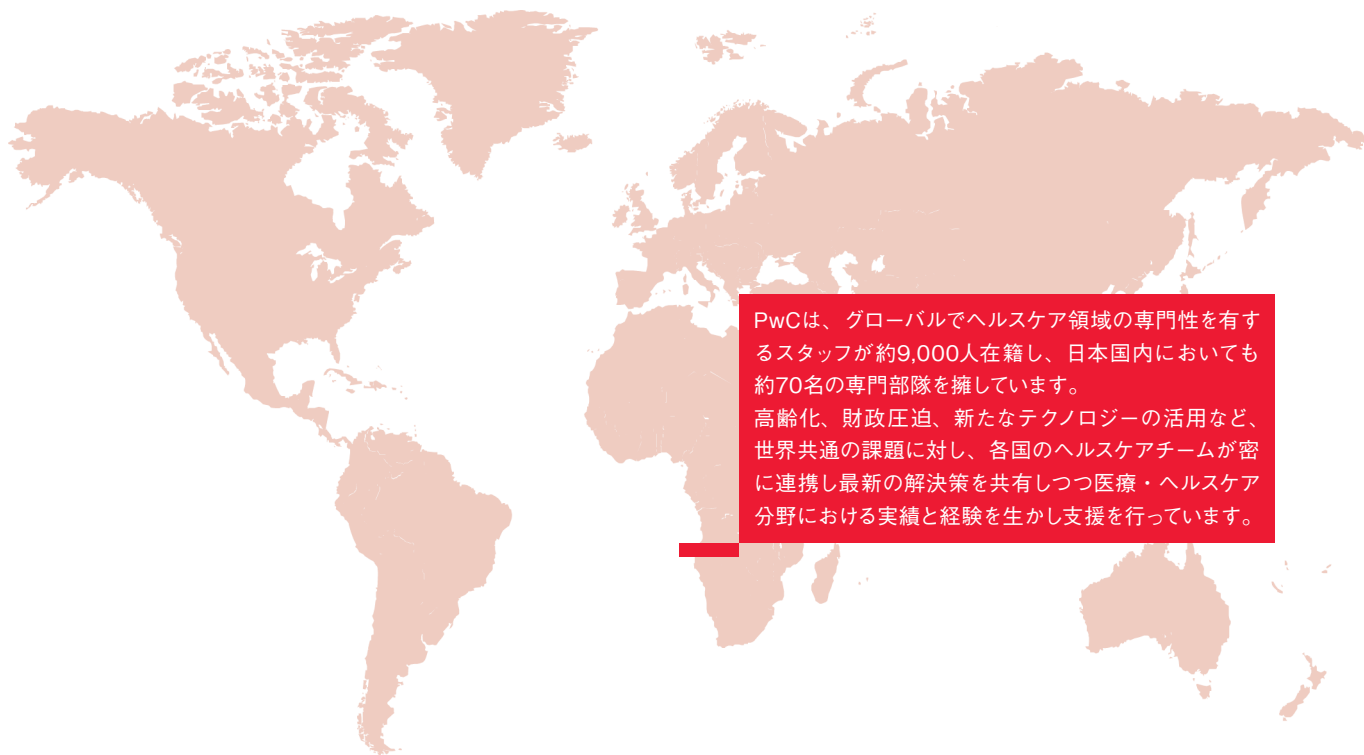 PwCは、グローバルでヘルスケア領域の専門性を有す
るスタッフが約9,000人在籍し、日本国内においても
約70名の専門部隊を擁しています。
高齢化、財政圧迫、新たなテクノロジーの活用など、
世界共通の課題に対し、各国のヘルスケアチームが密
に連携し最新の解決策を共有しつつ医療・ヘルスケア
分野における実績と経験を生かし支援を行っています。